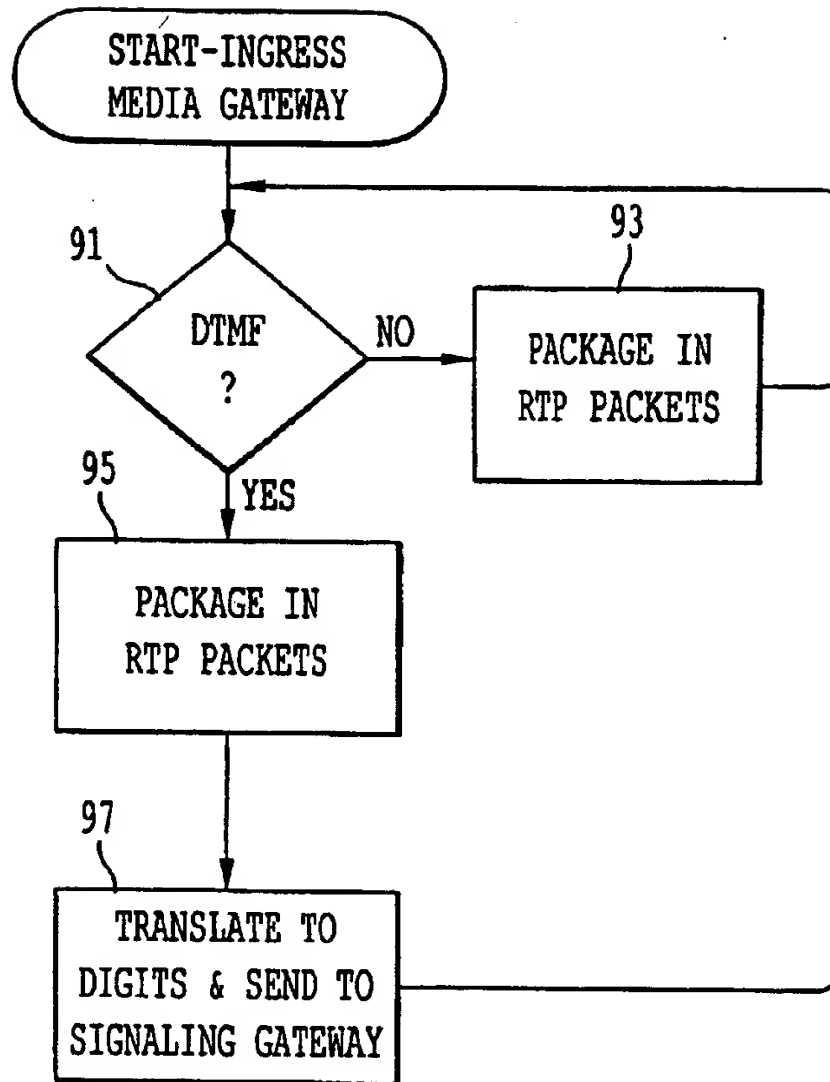 START-INGRESS
MEDIA GATEWAY
91
DTMF
?
NO
93
PACKAGE IN
RTP PACKETS
YES
95
PACKAGE IN
RTP PACKETS
97
TRANSLATE TO
DIGITS & SEND TO
SIGNALING GATEWAY